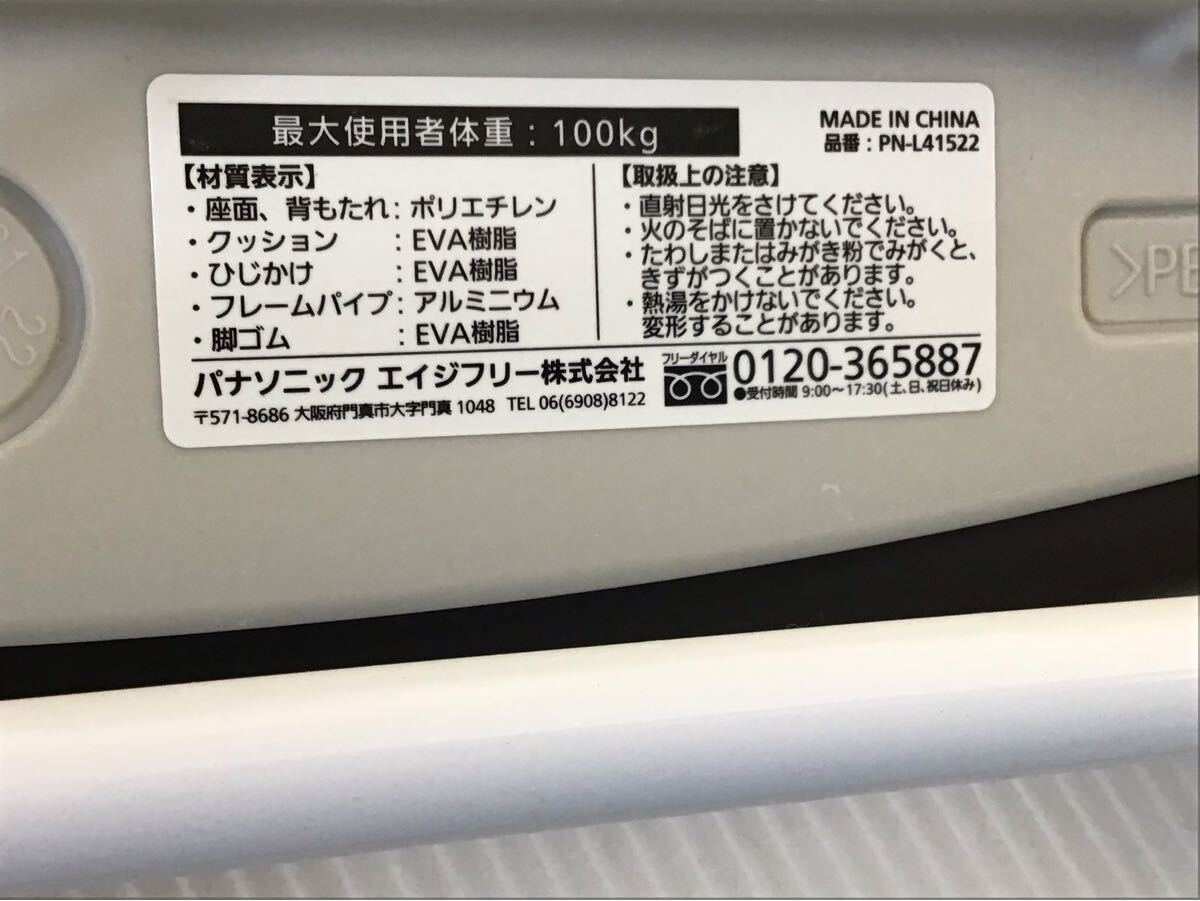 最大使用者体重：100kg
MADE IN CHINA
品番：PN-L41522
【材質表示】
・座面、背もたれ：ポリエチレン
・クッション　：EVA樹脂
・ひじかけ　：EVA樹脂
・フレームパイプ：アルミニウム
・脚ゴム　：EVA樹脂
【取扱上の注意】
・直射日光をさけてください。
・火のそばに置かないでください。
・たわしまたはみがき粉でみがくと、
きずがつくことがあります。
・熱湯をかけないでください。
変形することがあります。
パナソニック エイジフリー株式会社
〒571-8686 大阪府門真市大字門真 1048 TEL 06(6908)8122
フリーダイヤル
0120-365887
●受付時間 9:00～17:30(土、日、祝日休み)
>PE